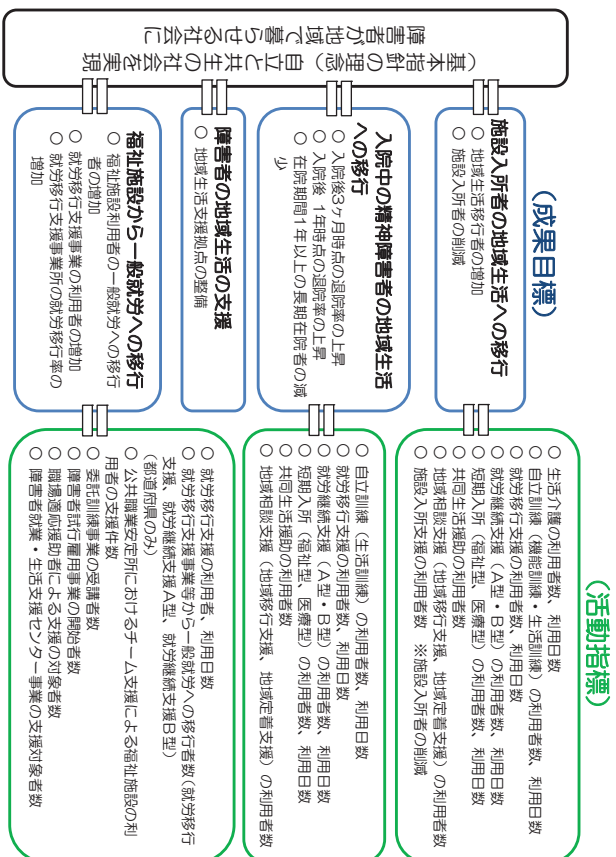 （基本指針の理念）自立と共生の社会を実現
障害者が地域で暮らせる社会に
（成果目標）
施設入所者の地域生活への移行
○ 地域生活移行者の増加
○ 施設入所者の削減
入院中の精神障害者の地域生活
への移行
○ 入院後3ヶ月時点の退院率の上昇
○ 入院後 1年時点の退院率の上昇
○ 在院期間1年以上の長期在院者の減
少
障害者の地域生活の支援
○ 地域生活支援拠点の整備
福祉施設から一般就労への移行
○ 福祉施設利用者の一般就労への移行
者の増加
○ 就労移行支援事業の利用者の増加
○ 就労移行支援事業所の就労移行率の
増加
（活動指標）
○ 生活介護の利用者数、利用日数
○ 自立訓練（機能訓練・生活訓練）の利用者数、利用日数
○ 就労移行支援の利用者数、利用日数
○ 就労継続支援（A型・B型）の利用者数、利用日数
○ 短期入所（福祉型、医療型）の利用者数、利用日数
○ 共同生活援助の利用者数
○ 地域相談支援（地域移行支援、地域定着支援）の利用者数
○ 施設入所支援の利用者数 ※施設入所者の削減
○ 自立訓練（生活訓練）の利用者数、利用日数
○ 就労移行支援の利用者数、利用日数
○ 就労継続支援（A型・B型）の利用者数、利用日数
○ 短期入所（福祉型、医療型）の利用者数、利用日数
○ 共同生活援助の利用者数
○ 地域相談支援（地域移行支援、地域定着支援）の利用者数
○ 就労移行支援の利用者、利用日数
○ 就労移行支援事業等から一般就労への移行者数（就労移行
支援、就労継続支援A型、就労継続支援B型）
（都道府県のみ）
○ 公共職業安定所におけるチーム支援による福祉施設の利
用者の支援件数
○ 委託訓練事業の受講者数
○ 障害者試行雇用事業の開始者数
○ 職場適応援助者による支援の対象者数
○ 障害者就業・生活支援センター事業の支援対象者数